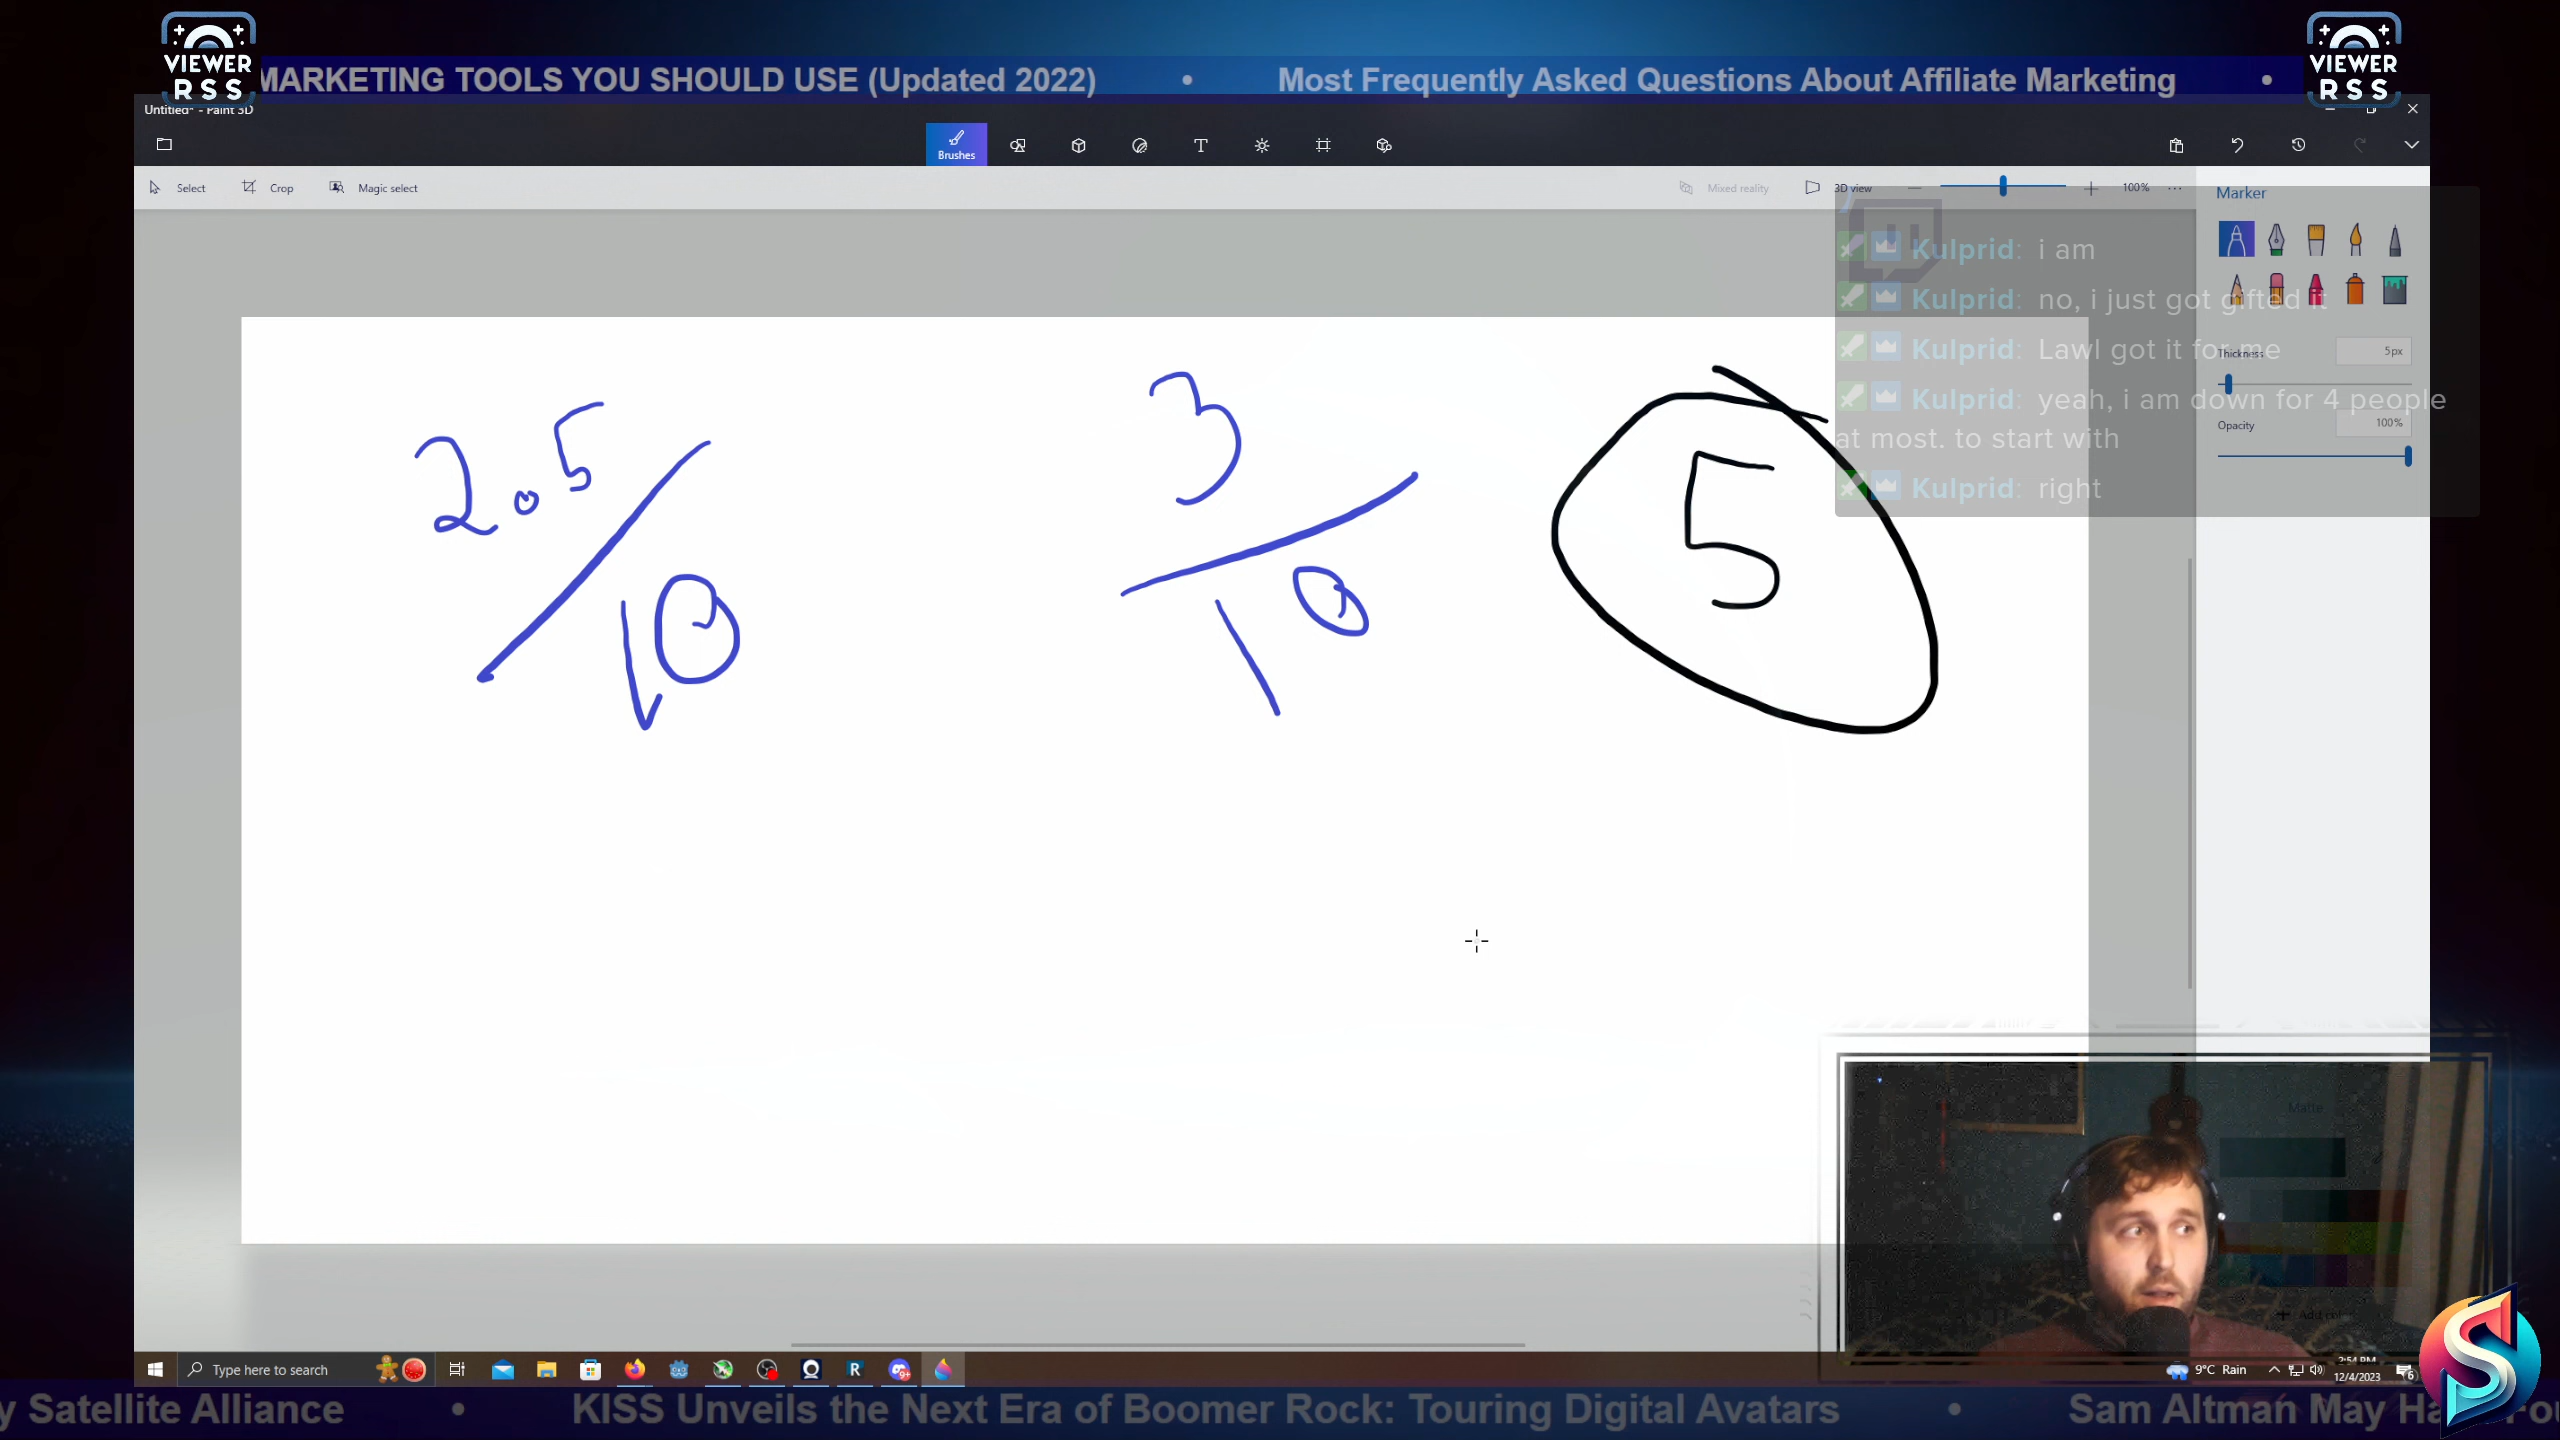 VIEWER
RSS
MARKETING TOOLS YOU SHOULD USE (Updated 2022) • Most Frequently Asked Questions About Affiliate Marketing •
VIEWER
RSS
Untitled* - Paint 3D
Brushes
Select Crop Magic select
Mixed reality 3D view 100%
Marker
Kulprid: i am
Kulprid: no, i just got gifted it
Kulprid: Lawl got it for me
Thickness 5px
Kulprid: yeah, i am down for 4 people
at most. to start with
Opacity 100%
Kulprid: right
2.5/10
3/10
5
Matte
Type here to search
9°C Rain
2:54 PM
12/4/2023
6
y Satellite Alliance • KISS Unveils the Next Era of Boomer Rock: Touring Digital Avatars • Sam Altman May Ha